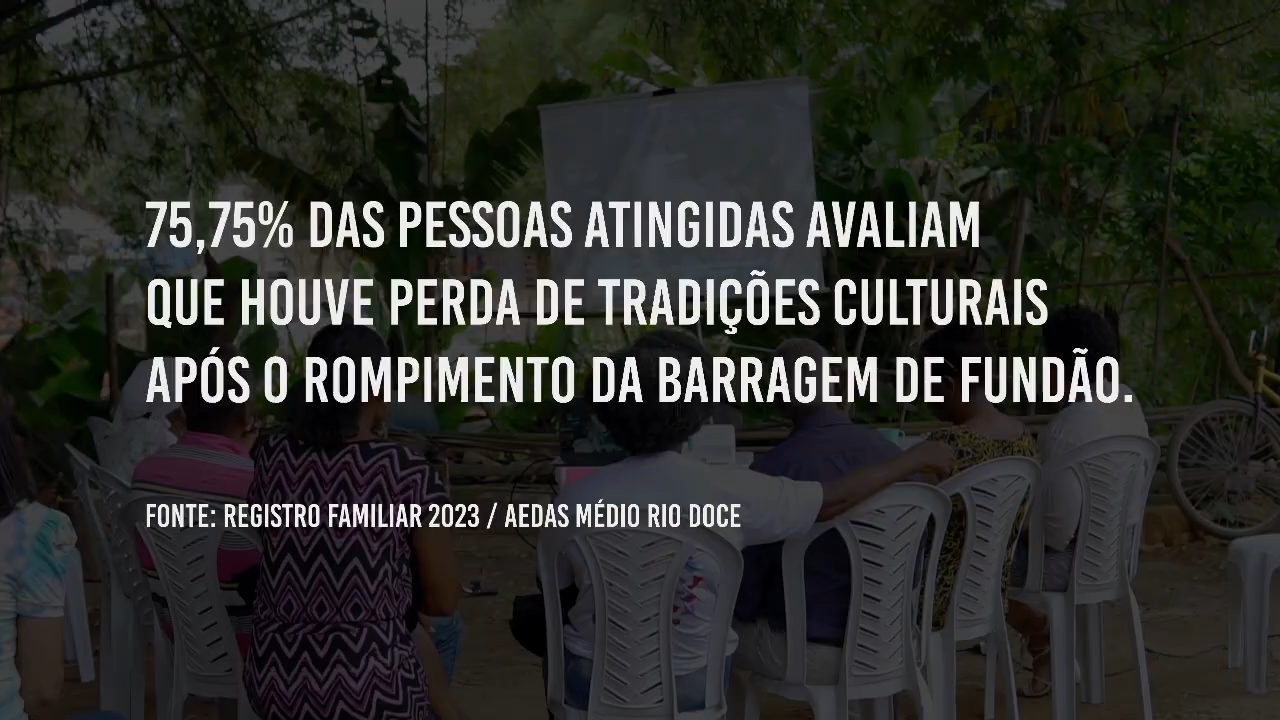 75,75% DAS PESSOAS ATINGIDAS AVALIAM
QUE HOUVE PERDA DE TRADIÇÕES CULTURAIS
APÓS O ROMPIMENTO DA BARRAGEM DE FUNDÃO.
FONTE: REGISTRO FAMILIAR 2023 / AEDAS MÉDIO RIO DOCE